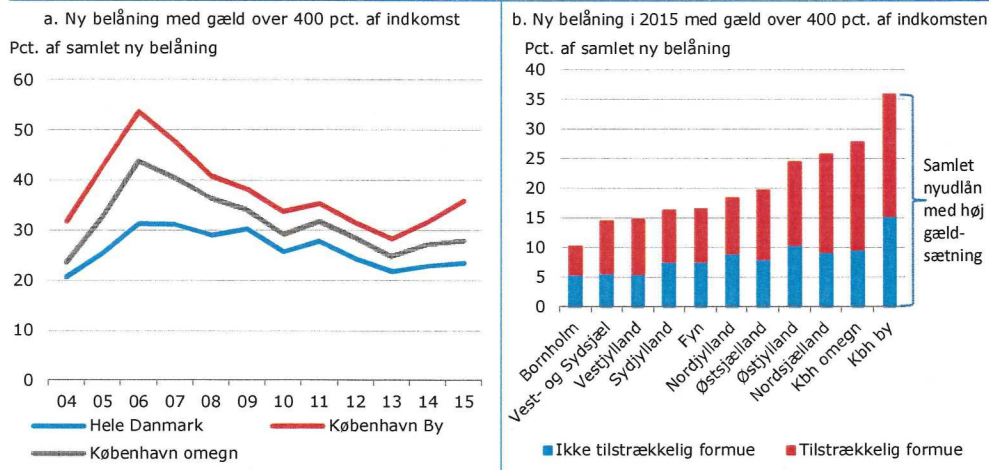 a. Ny belåning med gæld over 400 pct. af indkomst
Pct. af samlet ny belåning
60
50
40
30
20
10
0
04 05 06 07 08 09 10 11 12 13 14 15
Hele Danmark
København By
København omegn
b. Ny belåning i 2015 med gæld over 400 pct. af indkomsten
Pct. af samlet ny belåning
40
35
30
25
20
15
10
5
0
Samlet
nyudlån
med høj
gæld-
sætning
Bornholm
Vest- og Sydsjæl
Vestjylland
Sydjylland
Fyn
Nordjylland
Østsjælland
Østjylland
Nordsjælland
Kbh omegn
Kbh by
Ikke tilstrækkelig formue
Tilstrækkelig formue